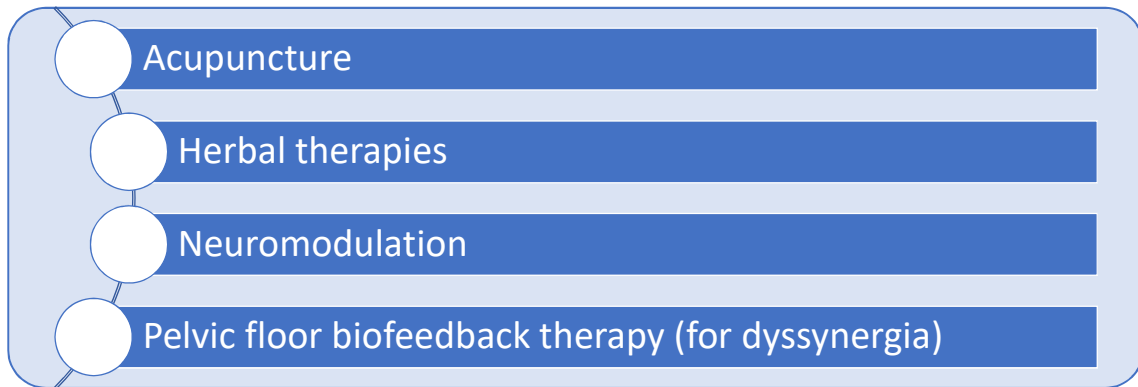 Acupuncture
Herbal therapies
Neuromodulation
Pelvic floor biofeedback therapy (for dyssynergia)